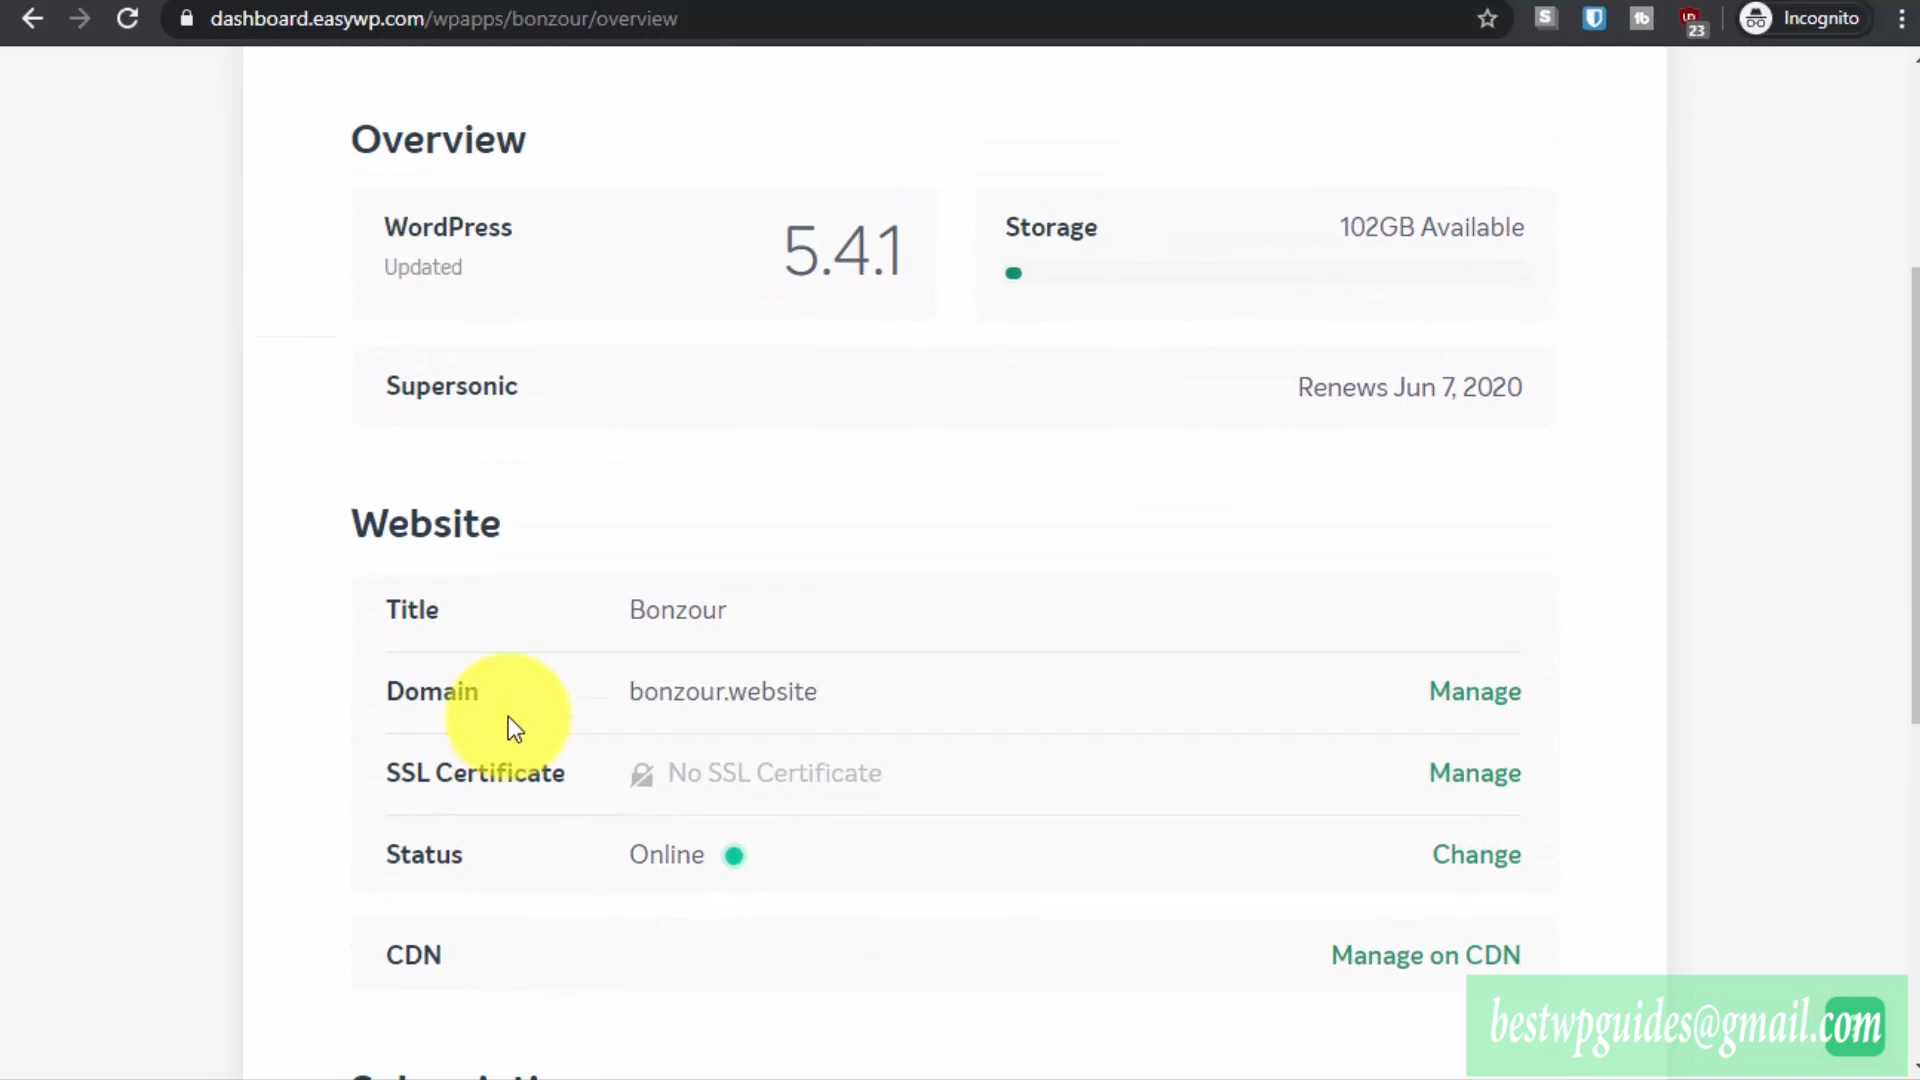 dashboard.easywp.com/wpapps/bonzour/overview
S
tb
23
Incognito
Overview
WordPress
Updated
5.4.1
Storage
102GB Available
Supersonic
Renews Jun 7, 2020
Website
Title
Bonzour
Domain
bonzour.website
Manage
SSL Certificate
No SSL Certificate
Manage
Status
Online
Change
CDN
Manage on CDN
bestwpguides@gmail.com